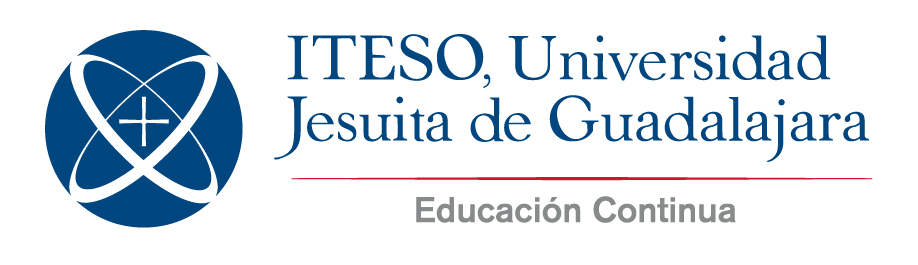 ITESO, Universidad
Jesuita de Guadalajara
Educación Continua